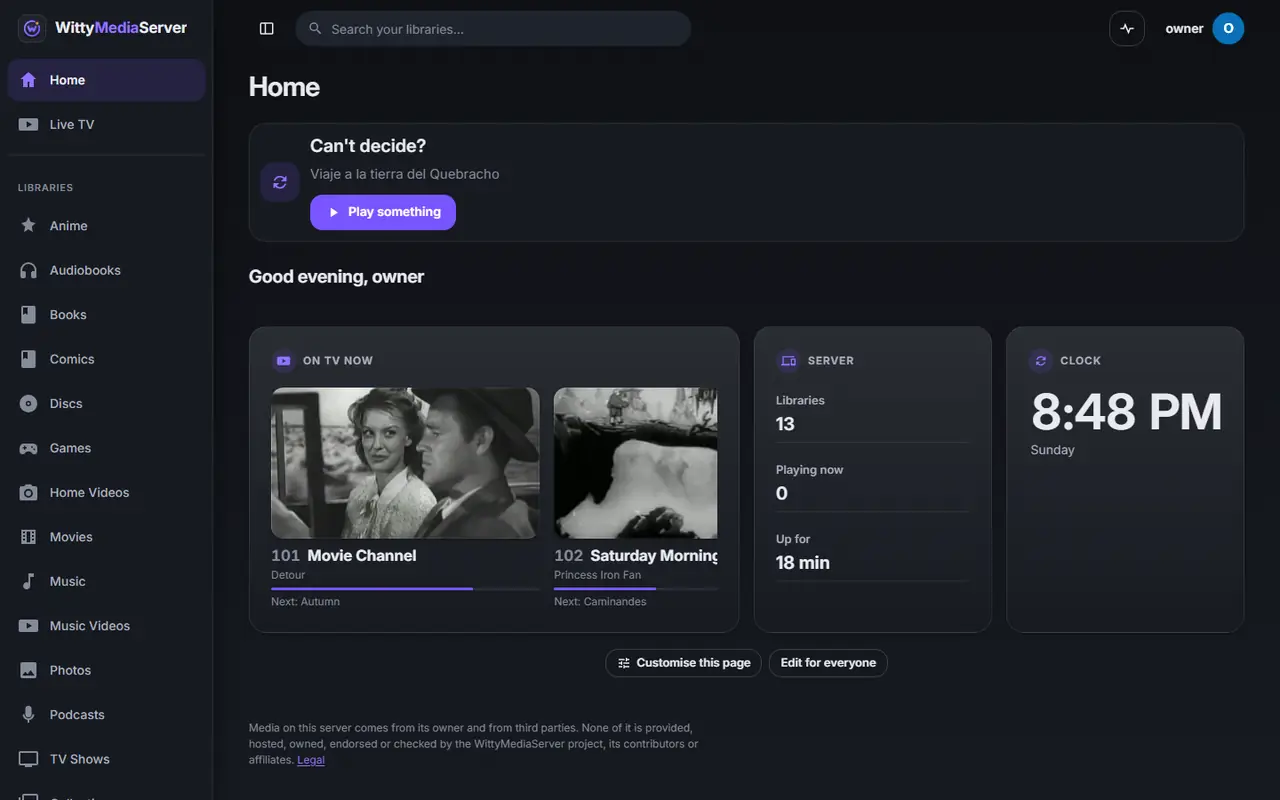 WittyMediaServer
Search your libraries...
owner
O
Home
Live TV
LIBRARIES
Anime
Audiobooks
Books
Comics
Discs
Games
Home Videos
Movies
Music
Music Videos
Photos
Podcasts
TV Shows
Home
Can't decide?
Viaje a la tierra del Quebracho
Play something
Good evening, owner
ON TV NOW
101 Movie Channel
Detour
Next: Autumn
102 Saturday Morning
Princess Iron Fan
Next: Caminandes
SERVER
Libraries
13
Playing now
0
Up for
18 min
CLOCK
8:48 PM
Sunday
Customise this page
Edit for everyone
Media on this server comes from its owner and from third parties. None of it is provided,
hosted, owned, endorsed or checked by the WittyMediaServer project, its contributors or
affiliates. Legal